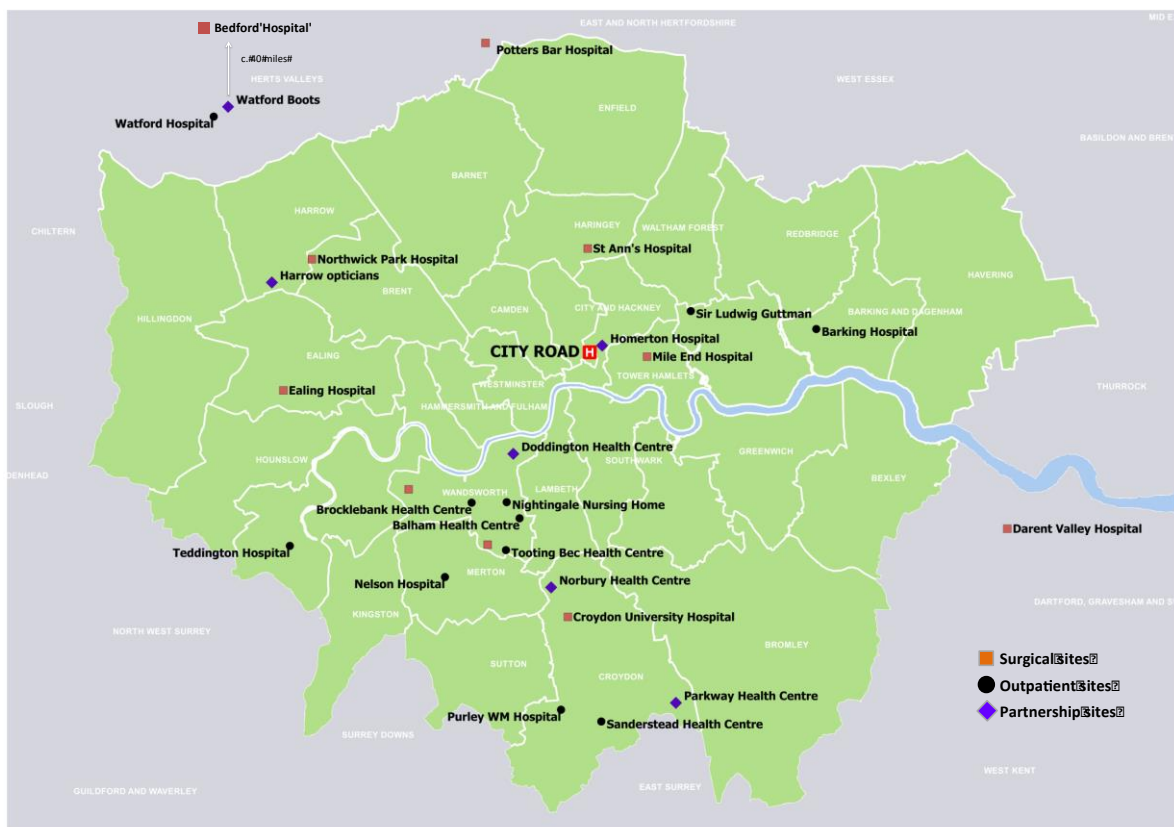 Bedford'Hospital'
EAST AND NORTH HERTFORDSHIRE
MID E
Potters Bar Hospital
c.#40#miles#
HERTS VALLEYS
WEST ESSEX
Watford Boots
ENFIELD
Watford Hospital
BASILDON AND BREN
BARNET
HARROW
HARINGEY
WALTHAM FOREST
CHILTERN
REDBRIDGE
St Ann's Hospital
Northwick Park Hospital
HAVERING
Harrow opticians
BRENT
CAMDEN
CITY AND HACKNEY
BARKING AND DAGENHAM
HILLINGDON
Sir Ludwig Guttman
Barking Hospital
Homerton Hospital
EALING
CITY ROAD
H
Mile End Hospital
TOWER HAMLETS
WESTMINSTER
THURROCK
Ealing Hospital
SLOUGH
HAMMERSMITH AND FULHAM
Doddington Health Centre
HOUNSLOW
SOUTHWARK
GREENWICH
DENHEAD
BEXLEY
WANDSWORTH
LAMBETH
Brocklebank Health Centre
Nightingale Nursing Home
Balham Health Centre
Darent Valley Hospital
Teddington Hospital
Tooting Bec Health Centre
MERTON
Nelson Hospital
Norbury Health Centre
KINGSTON
DARTFORD, GRAVESHAM AND S
Croydon University Hospital
NORTH WEST SURREY
BROMLEY
SUTTON
CROYDON
Surgical sites
Outpatient sites
Partnership sites
Parkway Health Centre
Purley WM Hospital
Sanderstead Health Centre
SURREY DOWNS
WEST KENT
EAST SURREY
GUILDFORD AND WAVERLEY